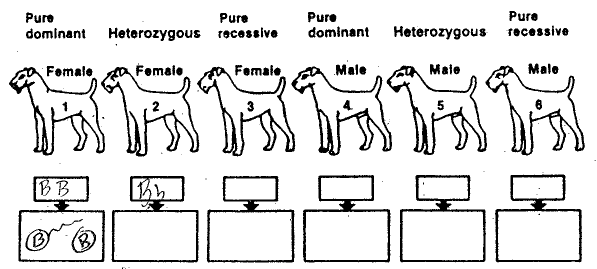 Pure dominant
Heterozygous
Pure recessive
Pure dominant
Heterozygous
Pure recessive
Female
Female
Female
Male
Male
Male
1
2
3
4
5
6
BB
Bb
B B